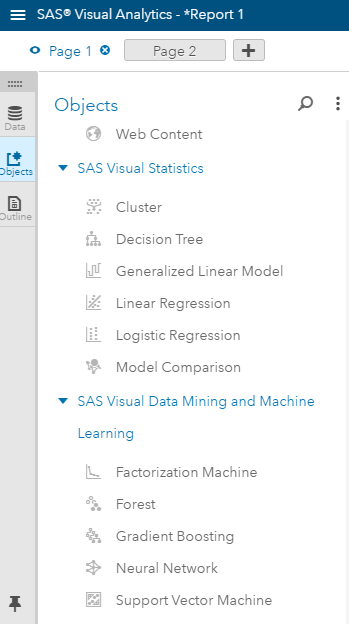 SAS® Visual Analytics - *Report 1
Page 1
Page 2
Objects
Data
Objects
Outline
Web Content
SAS Visual Statistics
Cluster
Decision Tree
Generalized Linear Model
Linear Regression
Logistic Regression
Model Comparison
SAS Visual Data Mining and Machine
Learning
Factorization Machine
Forest
Gradient Boosting
Neural Network
Support Vector Machine